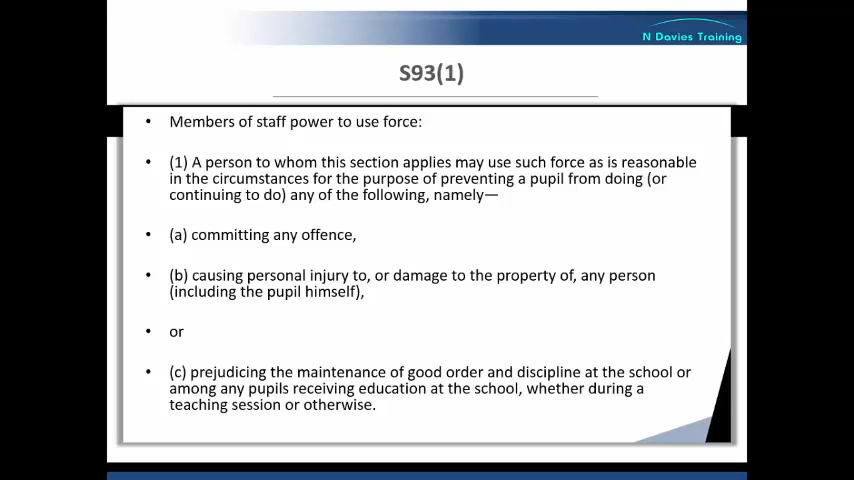 N Davies Training
S93(1)
• Members of staff power to use force:
• (1) A person to whom this section applies may use such force as is reasonable
in the circumstances for the purpose of preventing a pupil from doing (or
continuing to do) any of the following, namely—
• (a) committing any offence,
• (b) causing personal injury to, or damage to the property of, any person
(including the pupil himself),
• or
• (c) prejudicing the maintenance of good order and discipline at the school or
among any pupils receiving education at the school, whether during a
teaching session or otherwise.